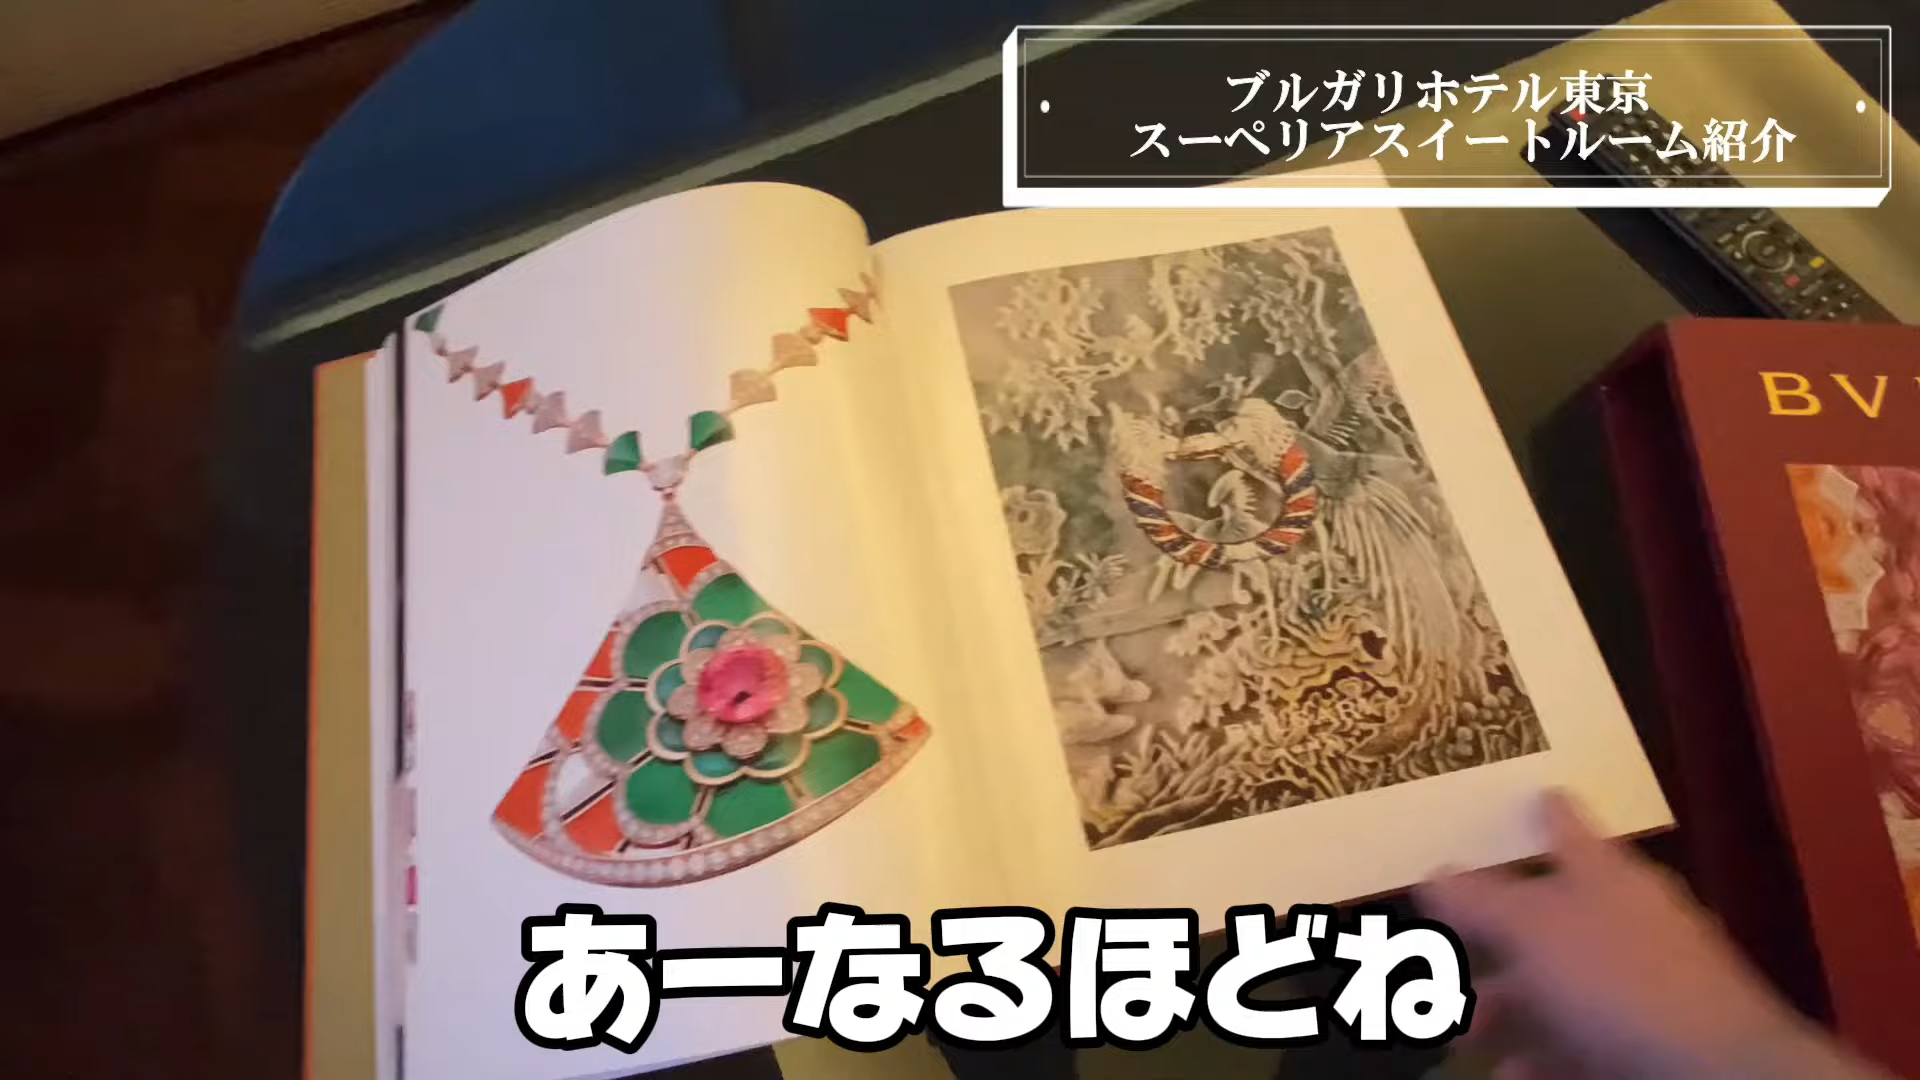 ブルガリホテル東京
スーペリアスイートルーム紹介
BV
あーなるほどね